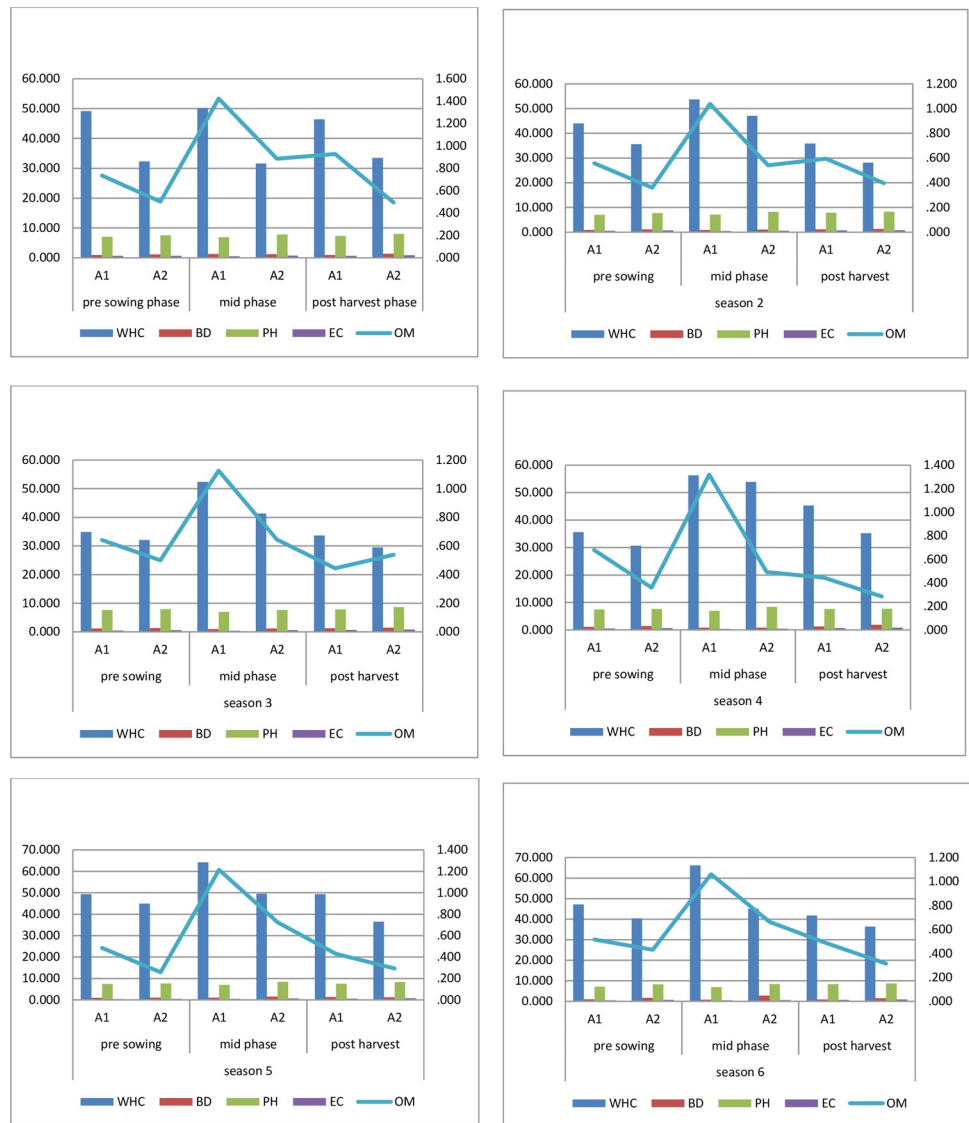 60.000 1.600
50.000 1.400
40.000 1.200
30.000 1.000
20.000 .800
10.000 .600
0.000 .400
.200
.000
A1 A2 A1 A2 A1 A2
pre sowing phase mid phase post harvest phase
WHC BD PH EC OM
60.000 1.200
50.000 1.000
40.000 .800
30.000 .600
20.000 .400
10.000 .200
0.000 .000
A1 A2 A1 A2 A1 A2
pre sowing mid phase post harvest
season 2
WHC BD PH EC OM
60.000 1.200
50.000 1.000
40.000 .800
30.000 .600
20.000 .400
10.000 .200
0.000 .000
A1 A2 A1 A2 A1 A2
pre sowing mid phase post harvest
season 3
WHC BD PH EC OM
60.000 1.400
50.000 1.200
40.000 1.000
30.000 .800
20.000 .600
10.000 .400
0.000 .200
.000
A1 A2 A1 A2 A1 A2
pre sowing mid phase post harvest
season 4
WHC BD PH EC OM
70.000 1.400
60.000 1.200
50.000 1.000
40.000 .800
30.000 .600
20.000 .400
10.000 .200
0.000 .000
A1 A2 A1 A2 A1 A2
pre sowing mid phase post harvest
season 5
WHC BD PH EC OM
70.000 1.200
60.000 1.000
50.000 .800
40.000 .600
30.000 .400
20.000 .200
10.000 .000
0.000
A1 A2 A1 A2 A1 A2
pre sowing mid phase post harvest
season 6
WHC BD PH EC OM